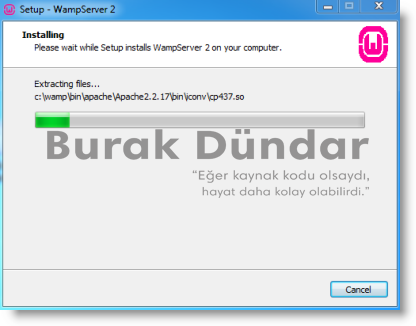 Setup - WampServer 2
Installing
Please wait while Setup installs WampServer 2 on your computer.
Extracting files...
c:\wamp\bin\apache\Apache2.2.17\bin\iconv\cp437.so
Burak Dündar
“Eğer kaynak kodu olsaydı,
hayat daha kolay olabilirdi.”
Cancel